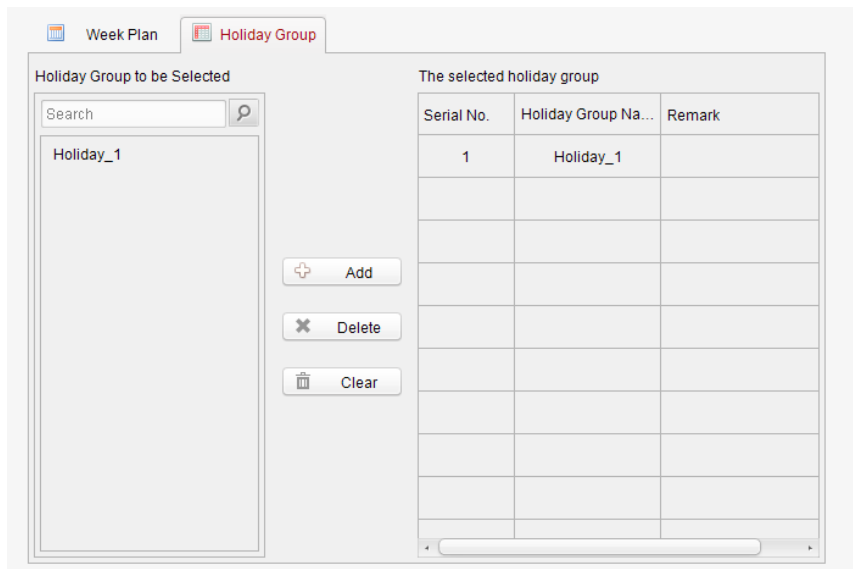 Week Plan
Holiday Group
Holiday Group to be Selected
The selected holiday group
Search
Serial No.
Holiday Group Na...
Remark
Holiday_1
1
Holiday_1
Add
Delete
Clear